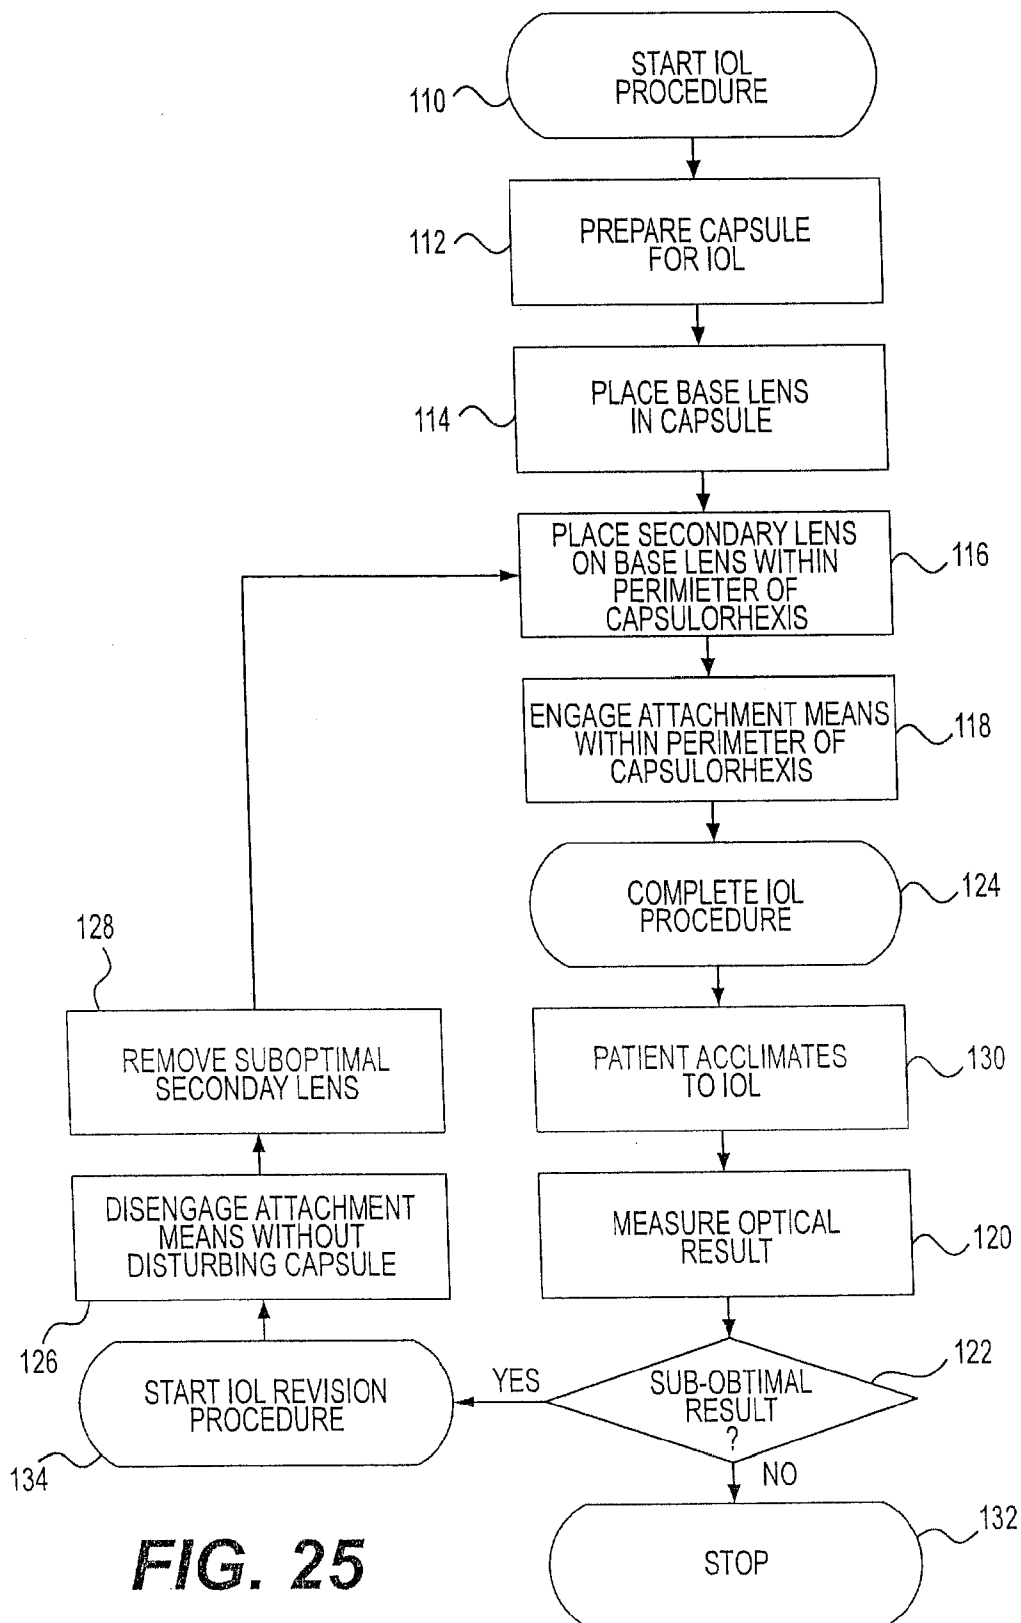 START IOL
PROCEDURE
110
PREPARE CAPSULE
FOR IOL
112
PLACE BASE LENS
IN CAPSULE
114
PLACE SECONDARY LENS
ON BASE LENS WITHIN
PERIMIETER OF
CAPSULORHEXIS
116
ENGAGE ATTACHMENT MEANS
WITHIN PERIMETER OF
CAPSULORHEXIS
118
COMPLETE IOL
PROCEDURE
124
128
REMOVE SUBOPTIMAL
SECONDAY LENS
PATIENT ACCLIMATES
TO IOL
130
DISENGAGE ATTACHMENT
MEANS WITHOUT
DISTURBING CAPSULE
126
MEASURE OPTICAL
RESULT
120
START IOL REVISION
PROCEDURE
134
YES
SUB-OBTIMAL
RESULT
?
122
NO
STOP
132
FIG. 25